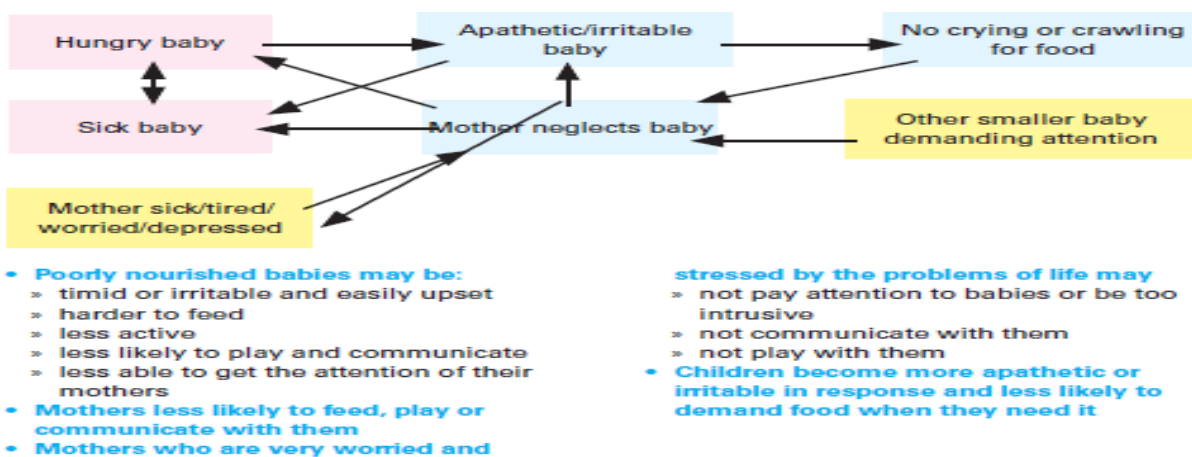 Hungry baby
Apathetic/irritable
baby
No crying or crawling
for food
Sick baby
Mother neglects baby
Other smaller baby
demanding attention
Mother sick/tired/
worried/depressed
• Poorly nourished babies may be:
» timid or irritable and easily upset
» harder to feed
» less active
» less likely to play and communicate
» less able to get the attention of their
mothers
• Mothers less likely to feed, play or
communicate with them
• Mothers who are very worried and
stressed by the problems of life may
» not pay attention to babies or be too
intrusive
» not communicate with them
» not play with them
• Children become more apathetic or
irritable in response and less likely to
demand food when they need it